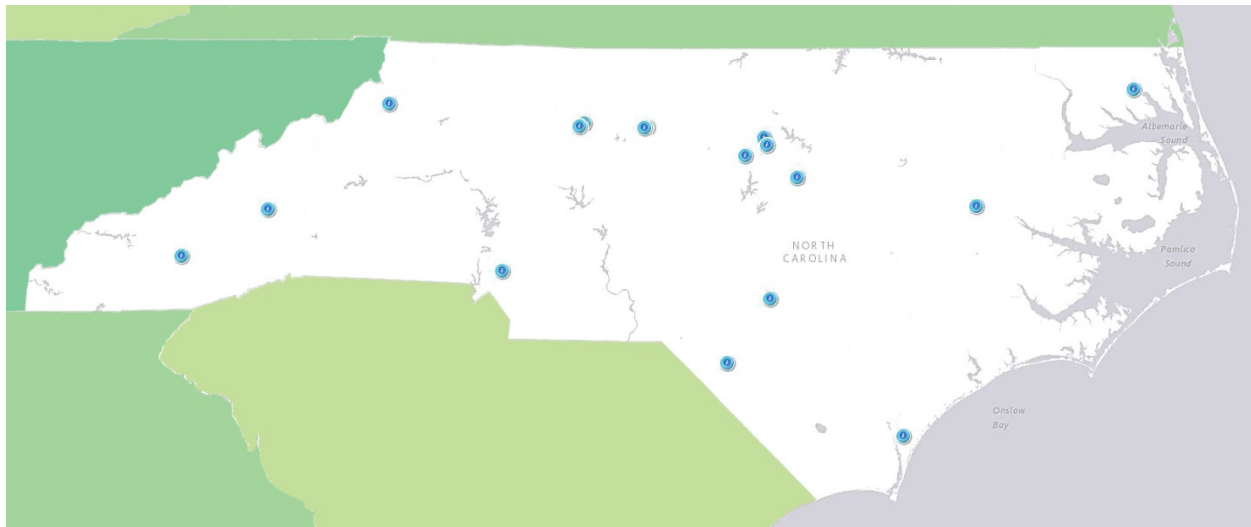 Albemarle
Sound
NORTH
CAROLINA
Pamlico
Sound
Onslow
Bay